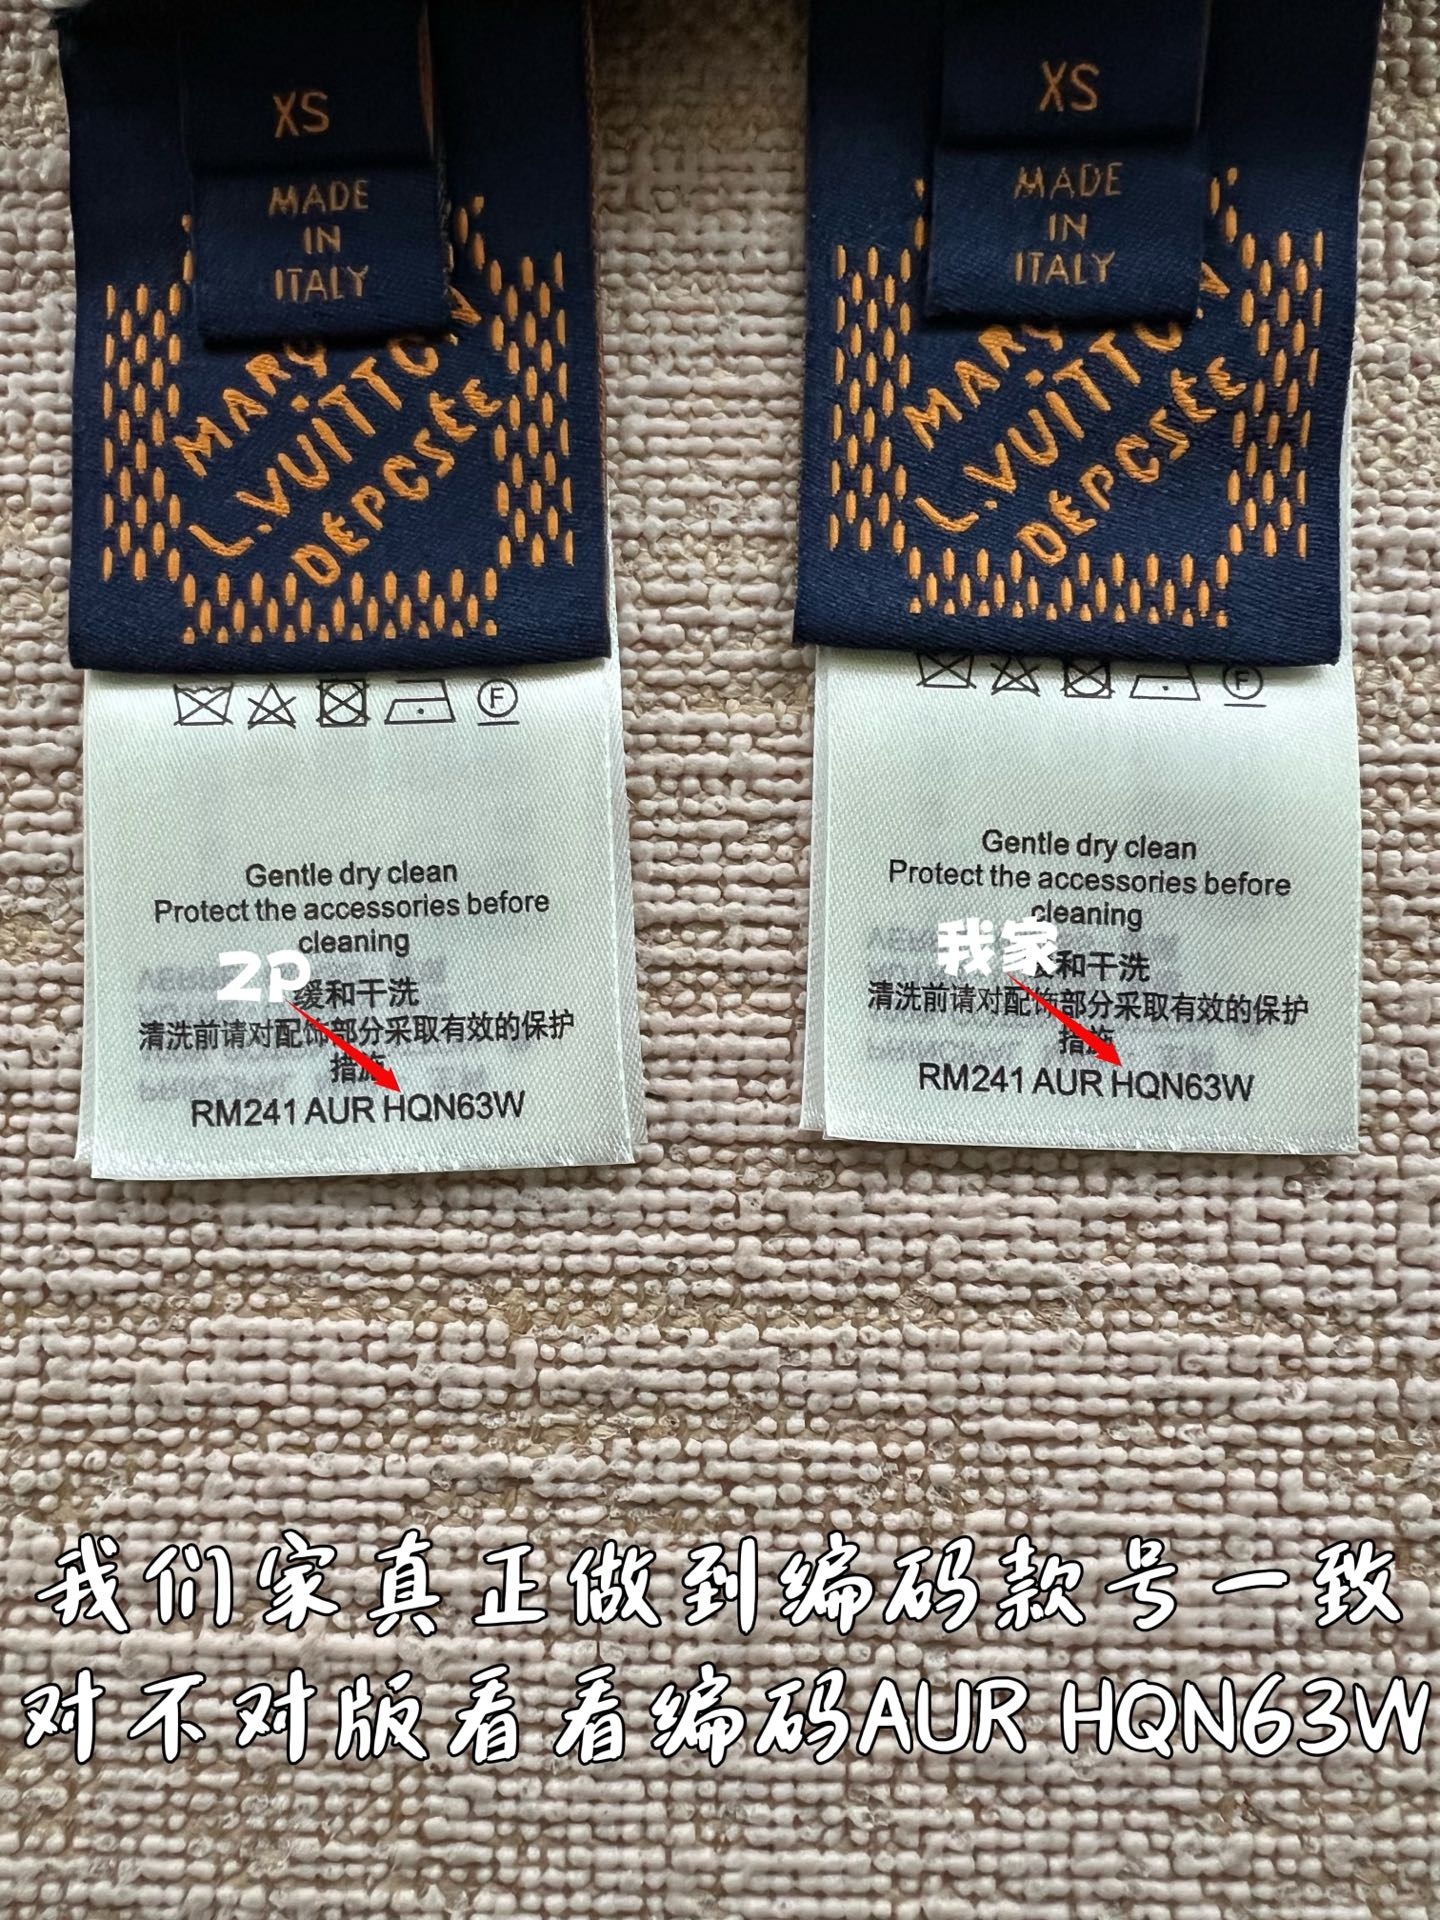 XS
MADE
IN
ITALY
L.VUITTON
DÉPOSÉE
F
Gentle dry clean
Protect the accessories before
cleaning
2P
缓和干洗
清洗前请对配饰部分采取有效的保护
措施
RM241 AUR HQN63W
XS
MADE
IN
ITALY
L.VUITTON
DÉPOSÉE
F
Gentle dry clean
Protect the accessories before
cleaning
我家
和干洗
清洗前请对配饰部分采取有效的保护
措施
RM241 AUR HQN63W
我们家真正做到编码款号一致
对不对版看看编码AUR HQN63W